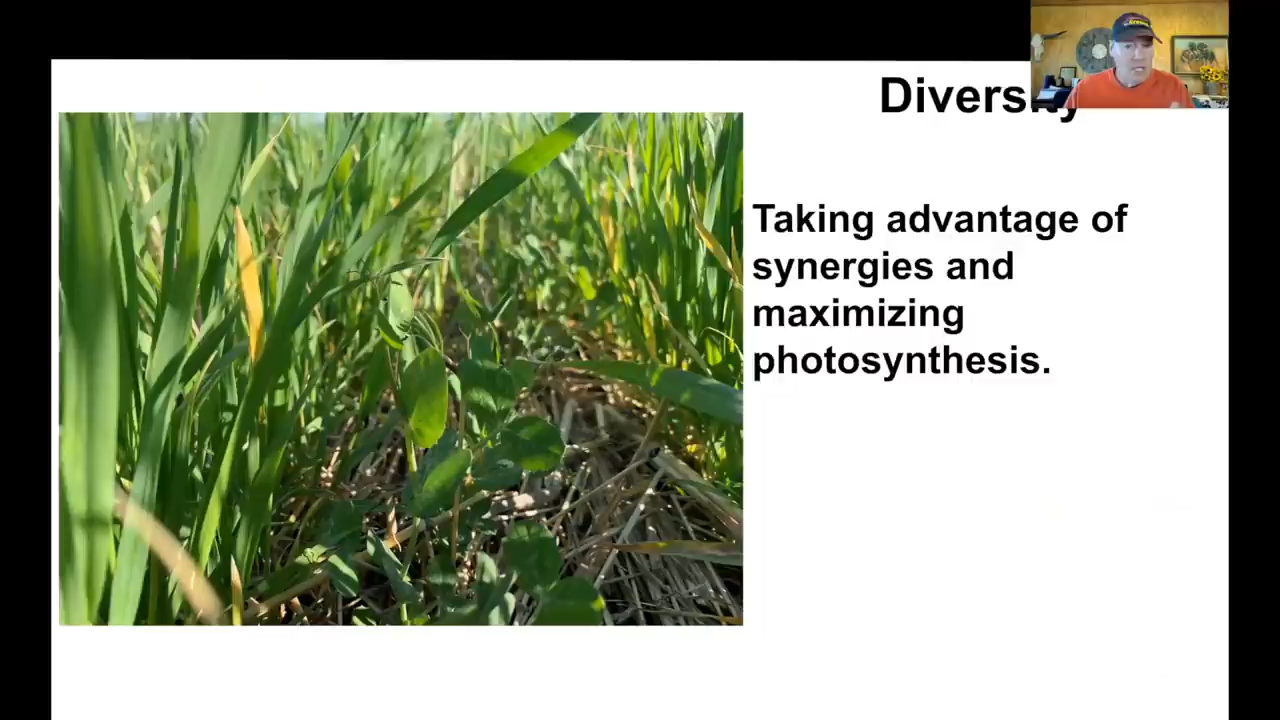 Diversity
Taking advantage of
synergies and
maximizing
photosynthesis.